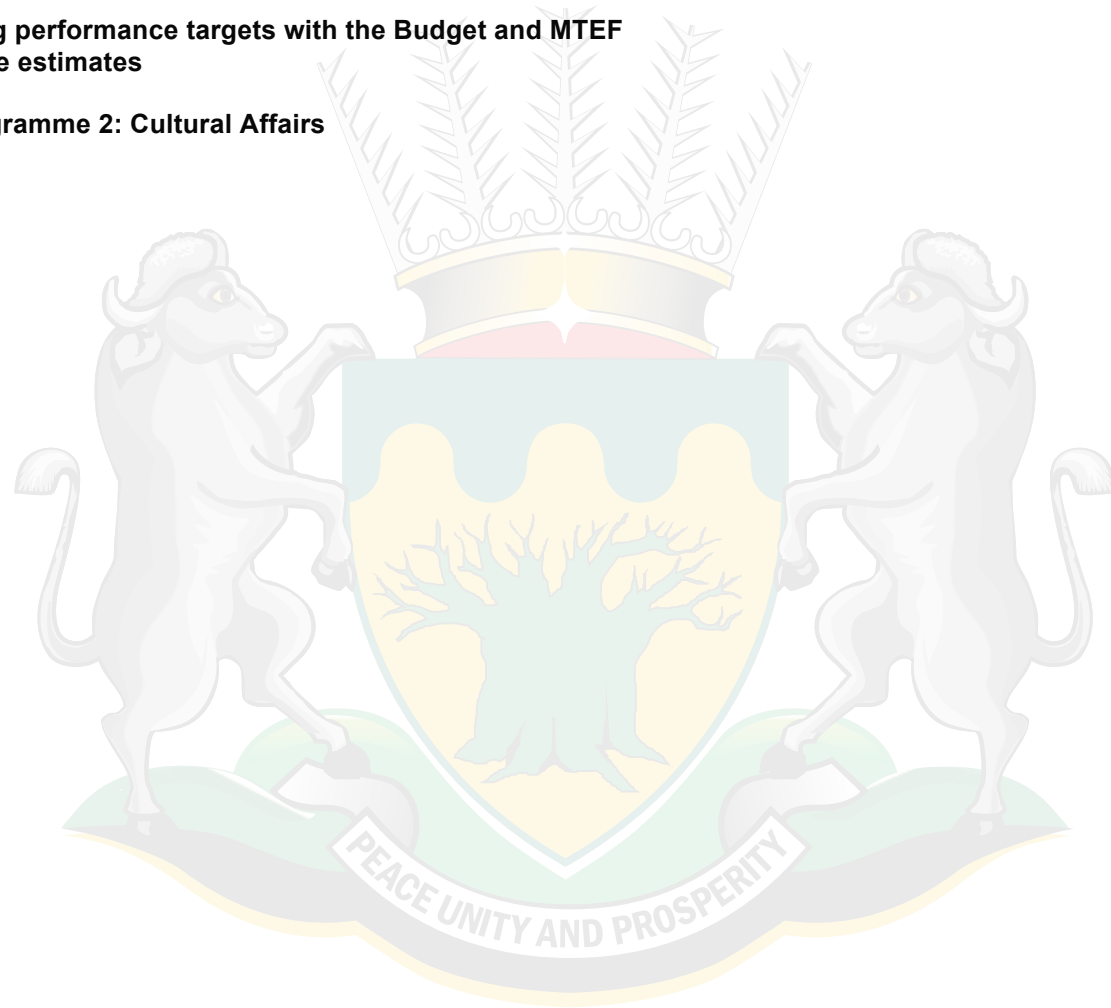 g performance targets with the Budget and MTEF
e estimates
gramme 2: Cultural Affairs
PEACE UNITY AND PROSPERITY